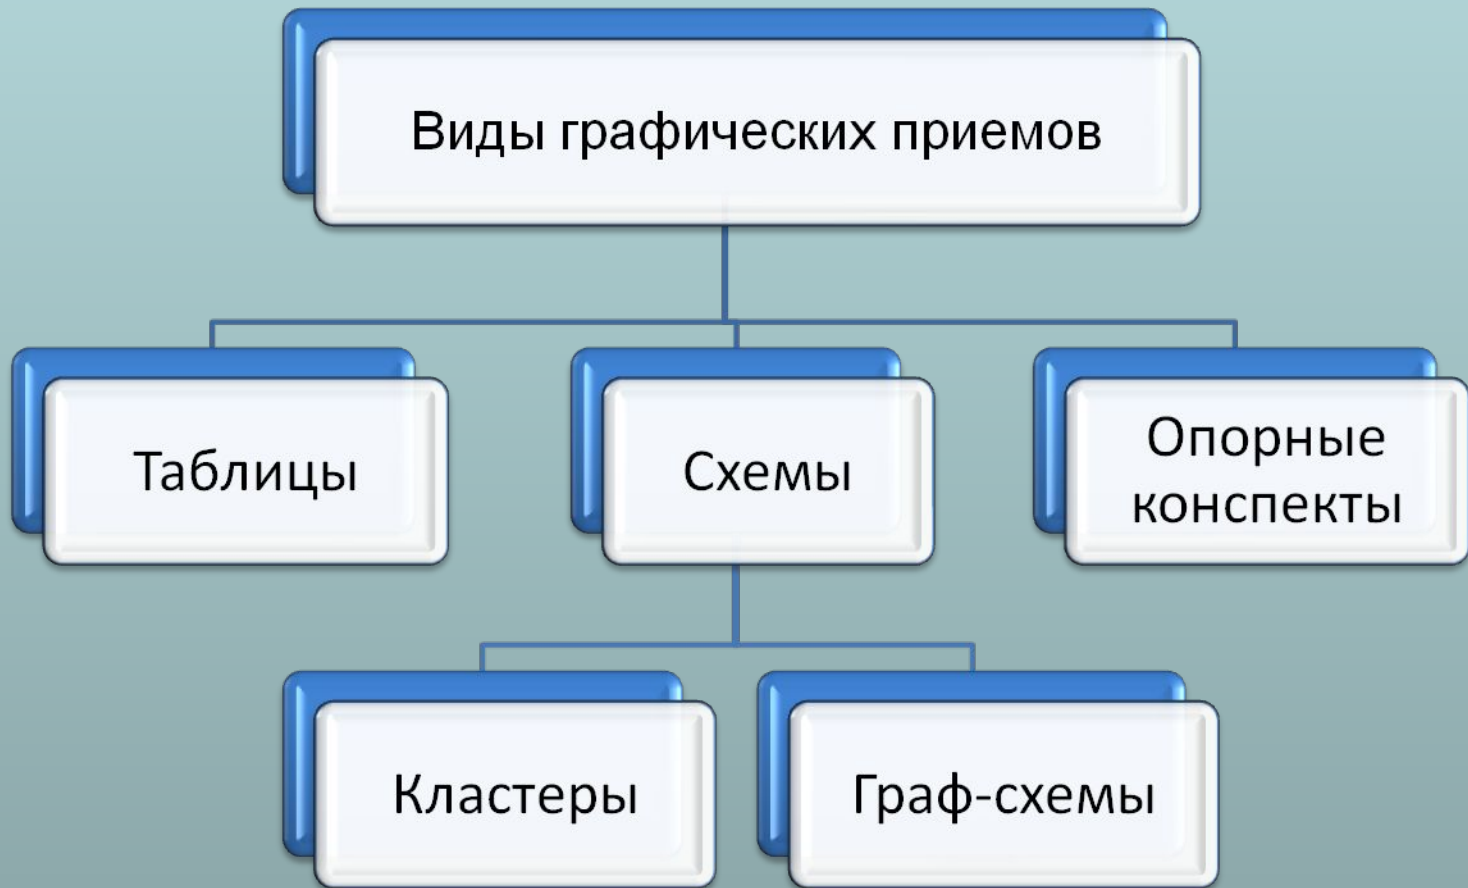 Виды графических приемов
Таблицы
Схемы
Опорные
конспекты
Кластеры
Граф-схемы